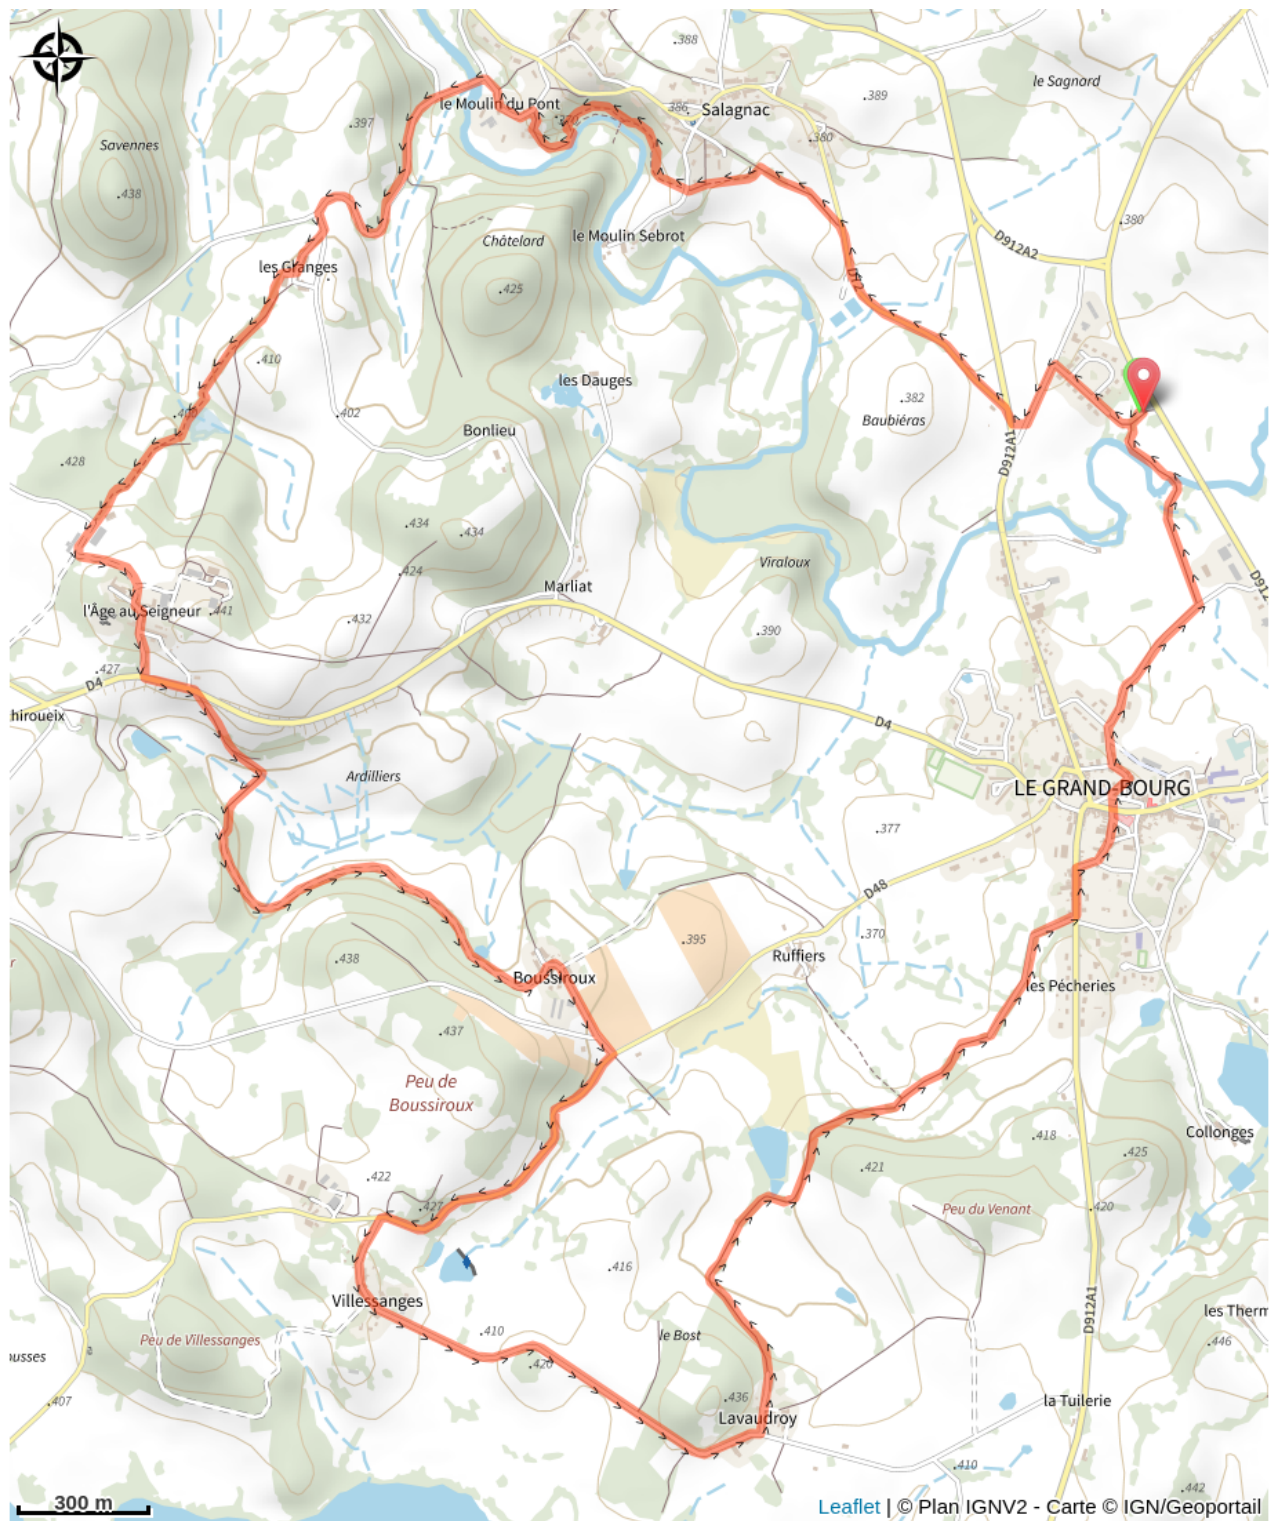 .388
le Sagnard
le Moulin du Pont
.389
386
Salagnac
.397
.380
Savennes
.438
.380
Châtelard
le Moulin Sebrot
D912A2
les Granges
.425
.410
les Dauges
.382
.402
Baubiéras
Bonlieu
D912A1
.428
.434
.434
Viraloux
.424
Marliat
D912
l'Âge au Seigneur
.441
.432
.390
.427
D4
hiroueix
D4
Ardilliers
LE GRAND-BOURG
.377
D48
.395
.370
.438
Ruffiers
Boussiroux
les Pécheries
.437
Peu de
Boussiroux
.418
Collonges
.421
.425
.422
.427
Peu du Venant
.420
.416
Villessanges
D912A1
les Therm
Peu de Villessanges
.410
le Bost
.446
ousses
.420
.436
.407
la Tuilerie
Lavaudroy
.410
.442
300 m
Leaflet | © Plan IGNV2 - Carte © IGN/Geoportail